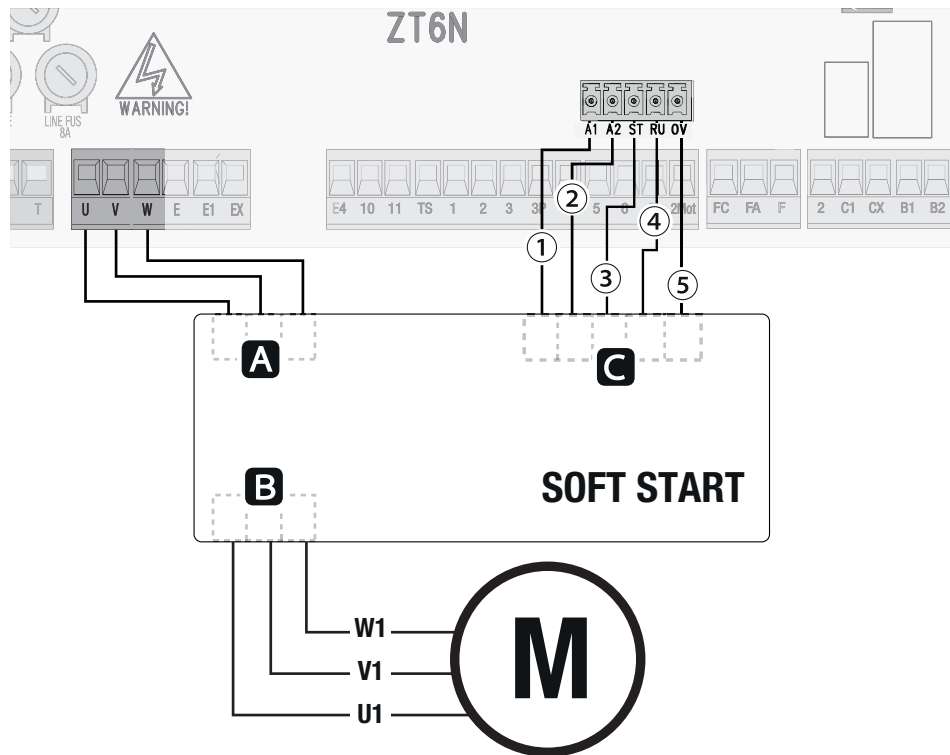 ZT6N
WARNING!
LINE FUS
8A
A1 A2 ST RU 0V
T U V W E E1 EX
E4 10 11 TS 1 2 3 3P 5 6 2Mot
FC FA F
2 C1 CX B1 B2
1
2
3
4
5
A
C
B
SOFT START
W1
V1
U1
M